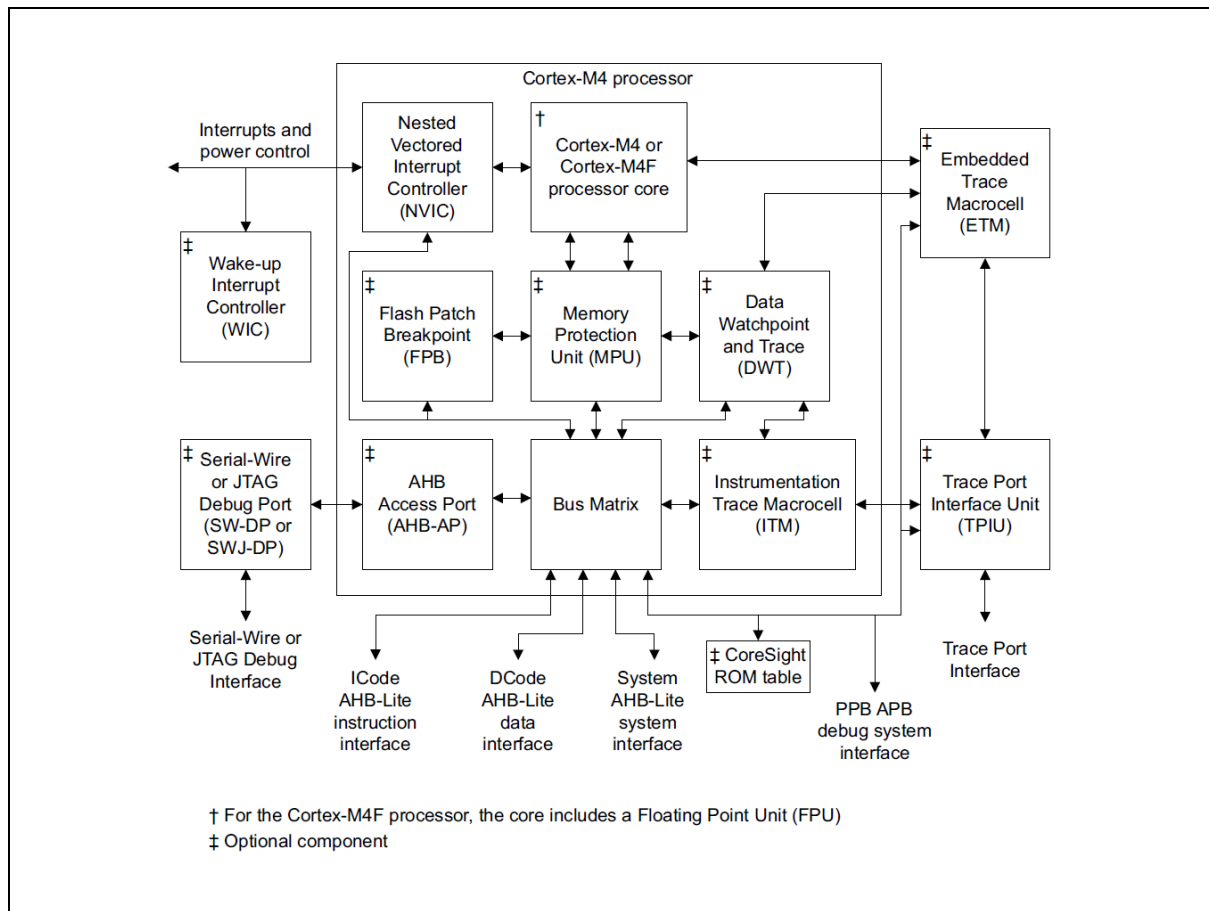 Cortex-M4 processor
Interrupts and
power control
Nested
Vectored
Interrupt
Controller
(NVIC)
†
Cortex-M4 or
Cortex-M4F
processor core
‡
Embedded
Trace
Macrocell
(ETM)
‡
Wake-up
Interrupt
Controller
(WIC)
‡
Flash Patch
Breakpoint
(FPB)
‡
Memory
Protection
Unit (MPU)
‡
Data
Watchpoint
and Trace
(DWT)
‡
Serial-Wire
or JTAG
Debug Port
(SW-DP or
SWJ-DP)
‡
AHB
Access Port
(AHB-AP)
Bus Matrix
‡
Instrumentation
Trace Macrocell
(ITM)
‡
Trace Port
Interface Unit
(TPIU)
Serial-Wire or
JTAG Debug
Interface
ICode
AHB-Lite
instruction
interface
DCode
AHB-Lite
data
interface
System
AHB-Lite
system
interface
‡ CoreSight
ROM table
PPB APB
debug system
interface
Trace Port
Interface
† For the Cortex-M4F processor, the core includes a Floating Point Unit (FPU)
‡ Optional component